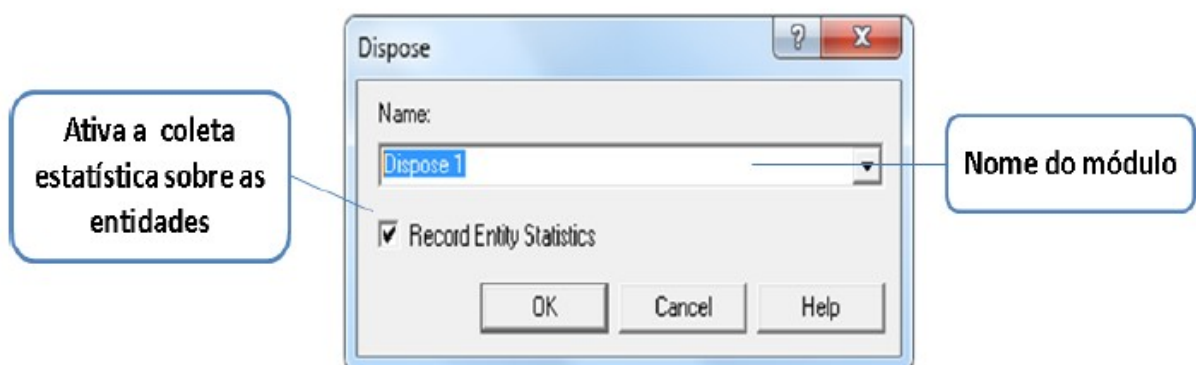 Dispose
?
X
Ativa a coleta
estatística sobre as
entidades
Name:
Dispose 1
Nome do módulo
Record Entity Statistics
OK
Cancel
Help